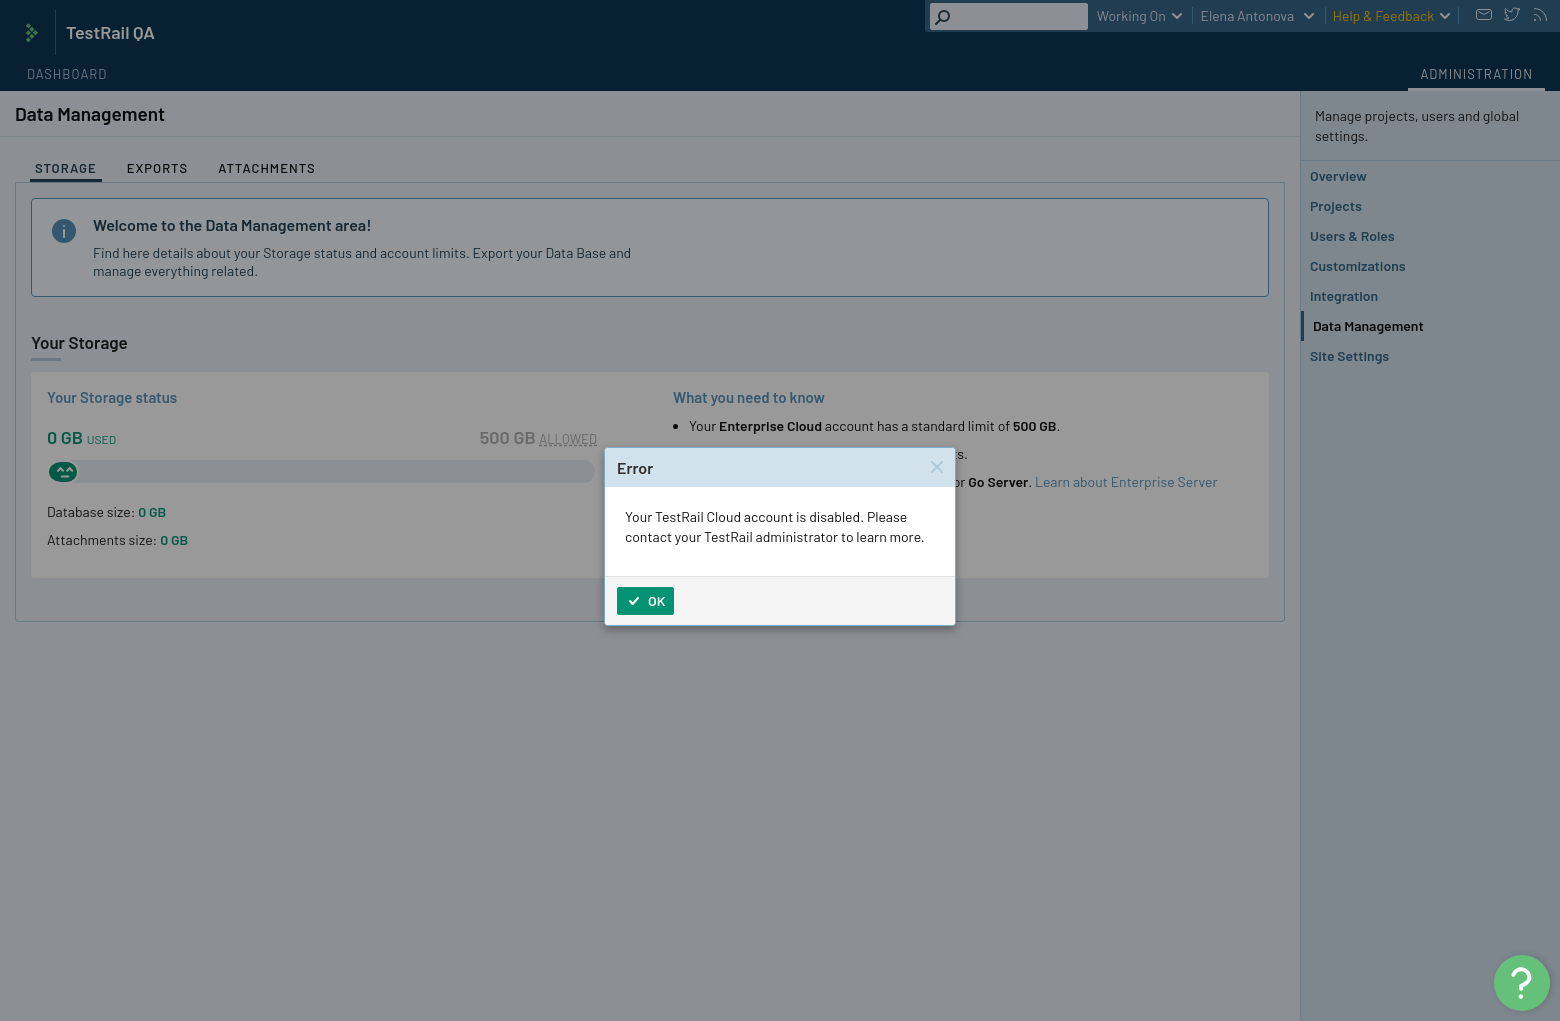 TestRail QA
Working On
Elena Antonova
Help & Feedback
DASHBOARD
ADMINISTRATION
Data Management
STORAGE
EXPORTS
ATTACHMENTS
Welcome to the Data Management area!
Find here details about your Storage status and account limits. Export your Data Base and
manage everything related.
Your Storage
Your Storage status
0 GB USED
500 GB ALLOWED
Database size: 0 GB
Attachments size: 0 GB
What you need to know
• Your Enterprise Cloud account has a standard limit of 500 GB.
Go Server. Learn about Enterprise Server
Error
Your TestRail Cloud account is disabled. Please
contact your TestRail administrator to learn more.
OK
Manage projects, users and global
settings.
Overview
Projects
Users & Roles
Customizations
Integration
Data Management
Site Settings
?